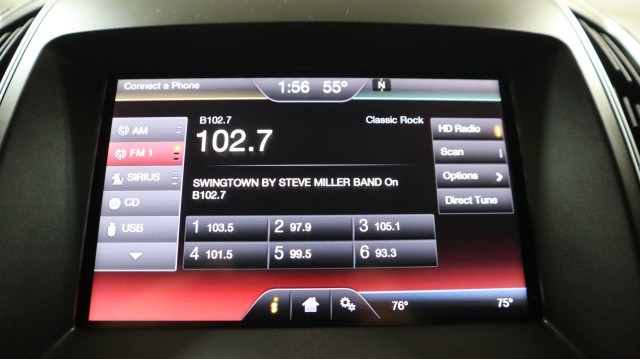 Connect a Phone
1:56 55° N
B102.7 Classic Rock
102.7
SWINGTOWN BY STEVE MILLER BAND On
B102.7
AM
FM 1
SIRIUS
CD
USB
HD Radio
Scan
Options
Direct Tune
1 103.5 2 97.9 3 105.1
4 101.5 5 99.5 6 93.3
76° 75°